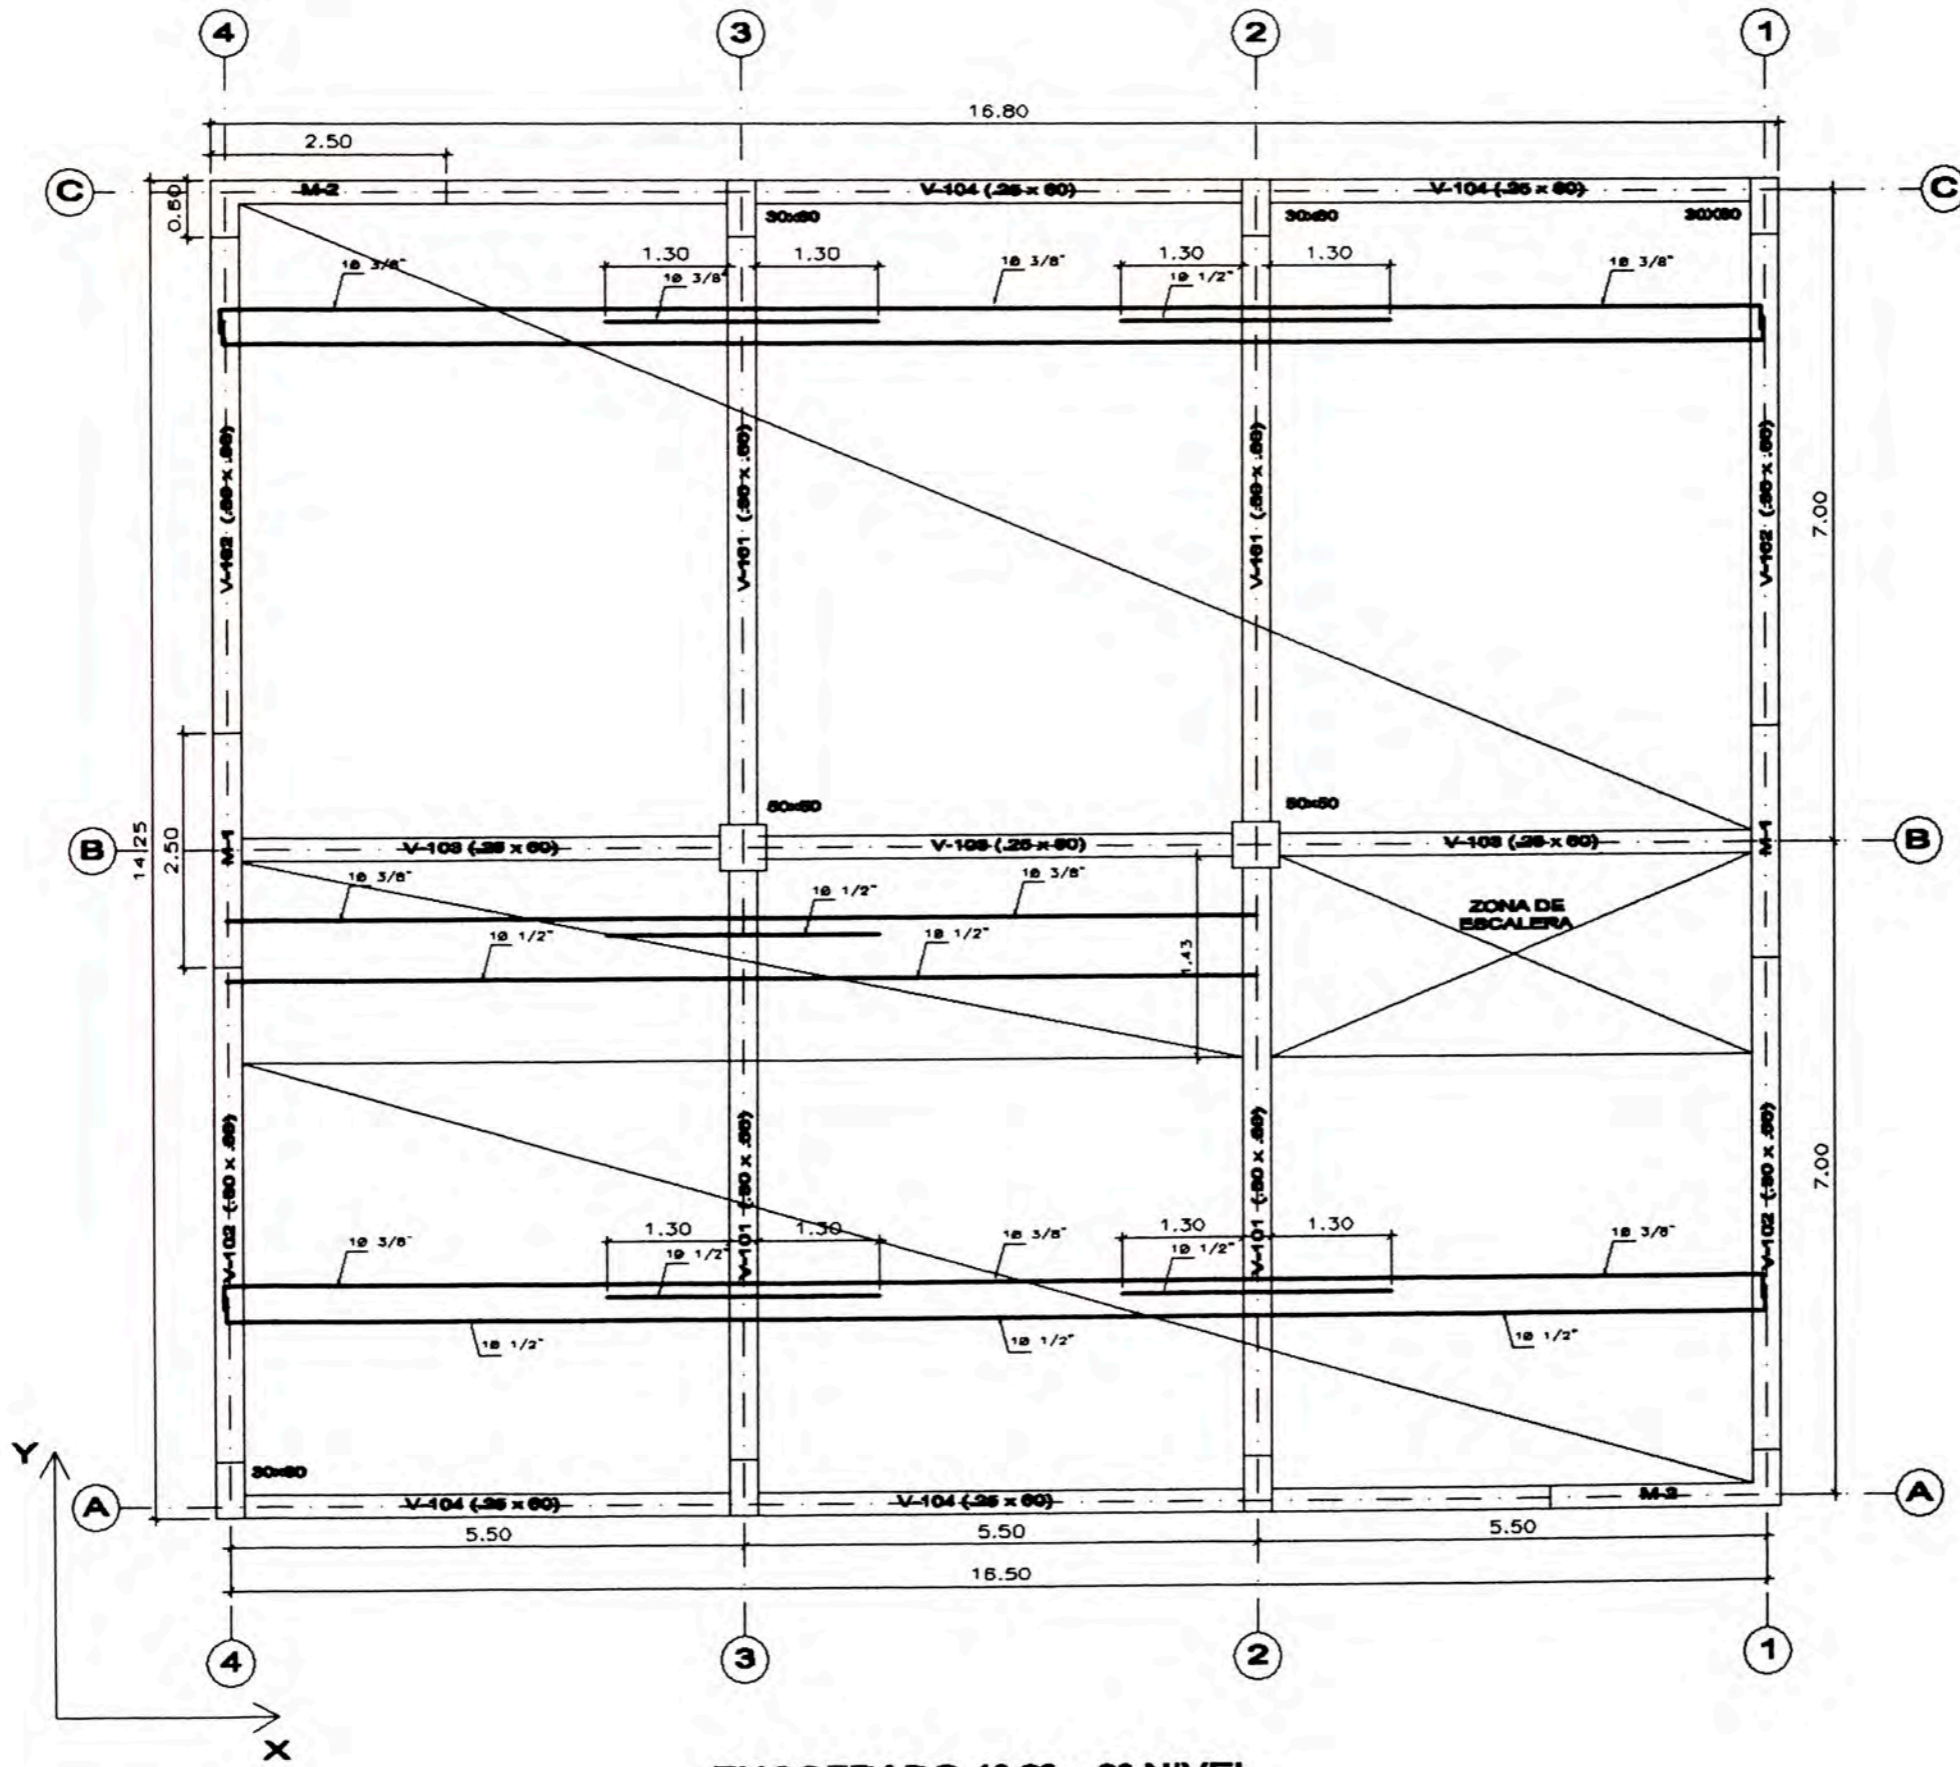 4 3 2 1
16.80
2.50
C M-2 V-104 (.25 x 60) V-104 (.25 x 60) C
0.80
30x60 30x60 30X60
1.30 1.30 1.30 1.30
1Ø 3/8" 1Ø 3/8" 1Ø 3/8" 1Ø 1/2" 1Ø 3/8"
V-102 (.30 x .60) V-101 (.30 x .60) V-101 (.30 x .60) V-102 (.30 x .60)
7.00
50x50 50x50
14.25
2.50
B M-1 V-103 (.25 x 60) V-103 (.25 x 60) V-103 (.25 x 60) M-1 B
1Ø 3/8" 1Ø 1/2" 1Ø 3/8"
ZONA DE
ESCALERA
1Ø 1/2" 1Ø 1/2"
1.43
V-102 (.30 x .60) V-101 (.30 x .60) V-101 (.30 x .60) V-102 (.30 x .60)
7.00
1.30 1.30 1.30 1.30
1Ø 3/8" 1Ø 1/2" 1Ø 3/8" 1Ø 1/2" 1Ø 3/8"
1Ø 1/2" 1Ø 1/2" 1Ø 1/2"
Y
30x60
A V-104 (.25 x 60) V-104 (.25 x 60) M-2 A
5.50 5.50 5.50
16.50
4 3 2 1
X